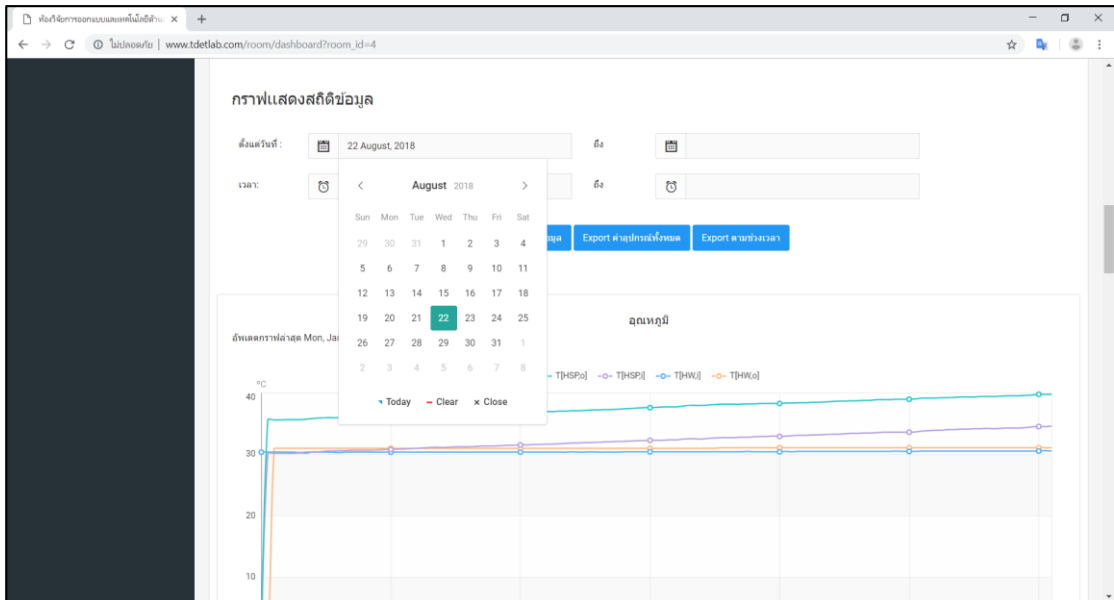 ห้องวิจัยการออกแบบและเทคโนโลยีด้าน
ไม่ปลอดภัย | www.tdetlab.com/room/dashboard?room_id=4
กราฟแสดงสถิติข้อมูล
ตั้งแต่วันที่ : 22 August, 2018 ถึง
เวลา: ถึง
August 2018
Sun Mon Tue Wed Thu Fri Sat
29 30 31 1 2 3 4
5 6 7 8 9 10 11
12 13 14 15 16 17 18
19 20 21 22 23 24 25
26 27 28 29 30 31 1
2 3 4 5 6 7 8
Today Clear Close
Export ค่าอุปกรณ์ทั้งหมด Export ตามช่วงเวลา
อุณหภูมิ
อัพเดตกราฟล่าสุด Mon,
T[HSP,o] T[HSP,i] T[HW,i] T[HW,o]
°C
40
30
20
10